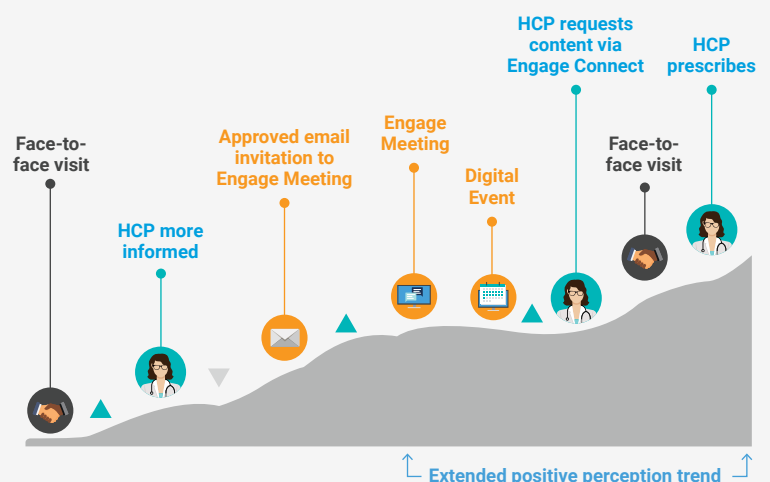 Face-to-
face visit
HCP more
informed
Approved email
invitation to
Engage Meeting
Engage
Meeting
Digital
Event
HCP requests
content via
Engage Connect
Face-to-
face visit
HCP
prescribes
Extended positive perception trend